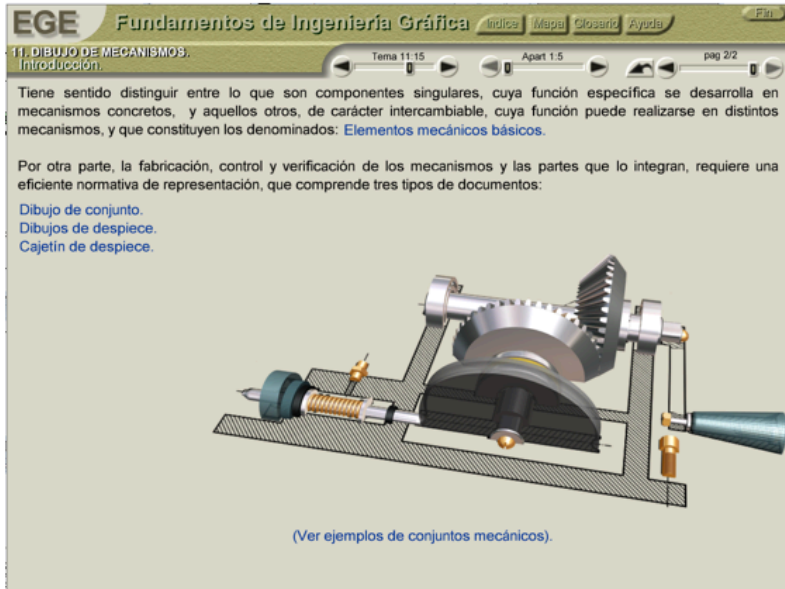 EGE Fundamentos de Ingeniería Gráfica Indice Mapa Glosario Ayuda Fin
11. DIBUJO DE MECANISMOS.
Introducción.
Tema 11:15 Apart 1:5 pag 2/2
Tiene sentido distinguir entre lo que son componentes singulares, cuya función específica se desarrolla en
mecanismos concretos, y aquellos otros, de carácter intercambiable, cuya función puede realizarse en distintos
mecanismos, y que constituyen los denominados: Elementos mecánicos básicos.
Por otra parte, la fabricación, control y verificación de los mecanismos y las partes que lo integran, requiere una
eficiente normativa de representación, que comprende tres tipos de documentos:
Dibujo de conjunto.
Dibujos de despiece.
Cajetín de despiece.
(Ver ejemplos de conjuntos mecánicos).